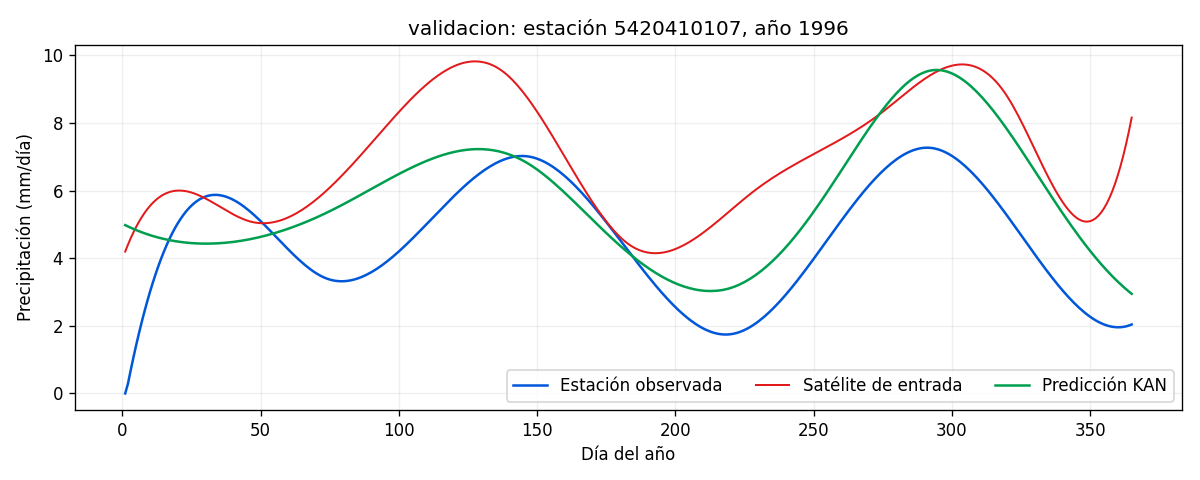 validacion: estación 5420410107, año 1996
Precipitación (mm/día)
10
8
6
4
2
0
Estación observada
Satélite de entrada
Predicción KAN
0 50 100 150 200 250 300 350
Día del año